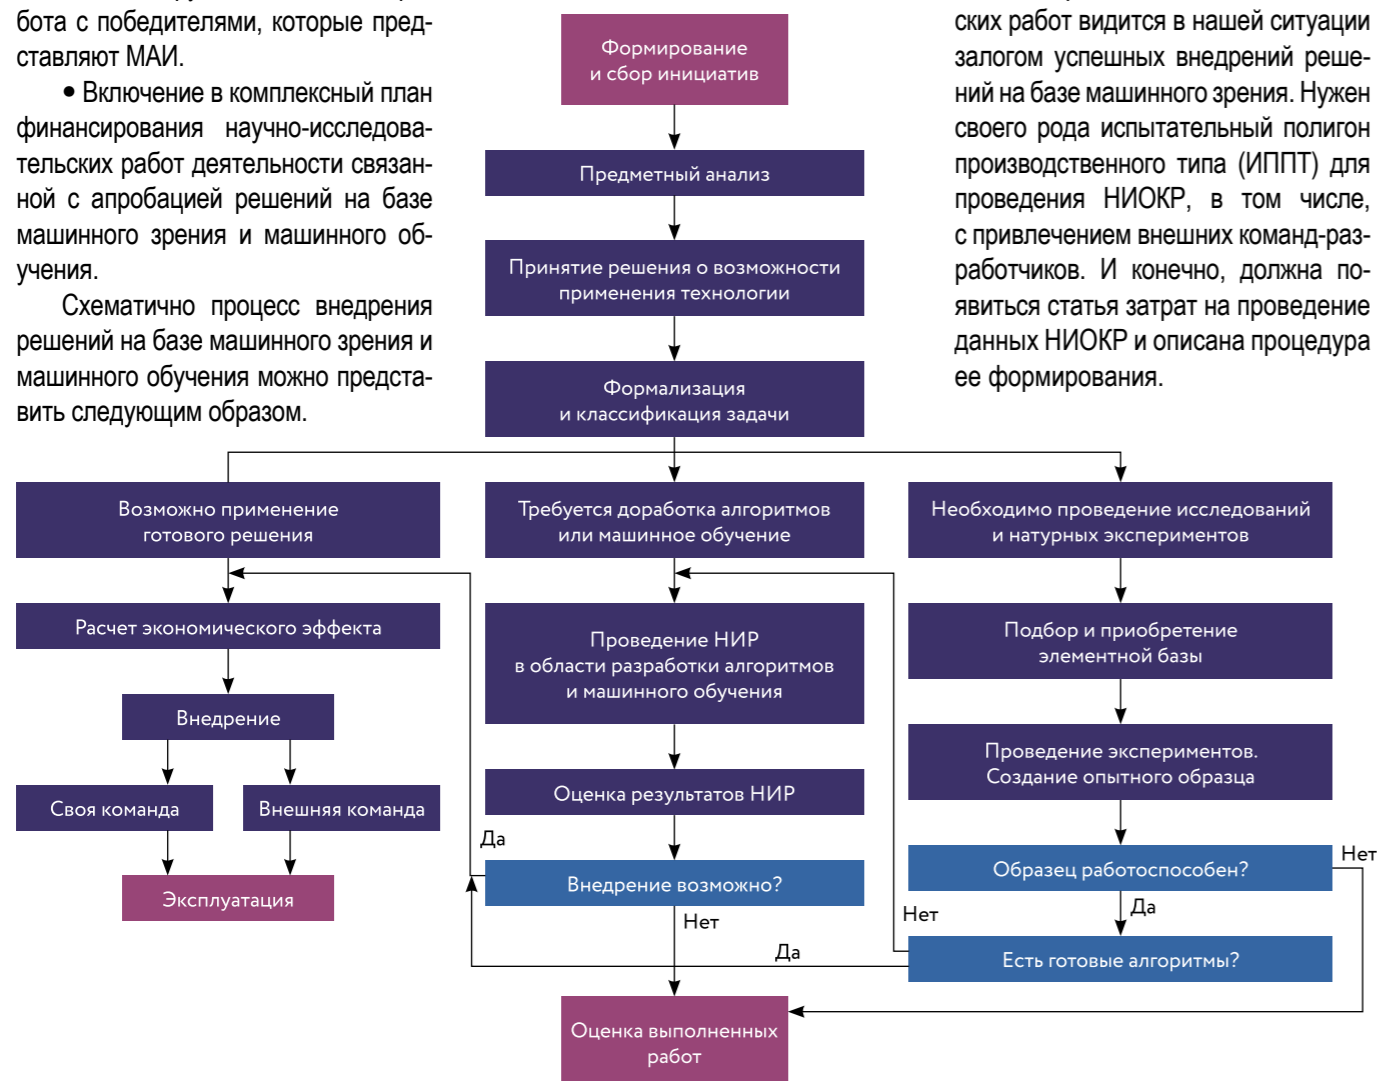 бота с победителями, которые пред-
ставляют МАИ.
• Включение в комплексный план
финансирования научно-исследова-
тельских работ деятельности связан-
ной с апробацией решений на базе
машинного зрения и машинного об-
учения.
Схематично процесс внедрения
решений на базе машинного зрения и
машинного обучения можно предста-
вить следующим образом.
ских работ видится в нашей ситуации
залогом успешных внедрений реше-
ний на базе машинного зрения. Нужен
своего рода испытательный полигон
производственного типа (ИППТ) для
проведения НИОКР, в том числе,
с привлечением внешних команд-раз-
работчиков. И конечно, должна по-
явиться статья затрат на проведение
данных НИОКР и описана процедура
ее формирования.
Формирование
и сбор инициатив
Предметный анализ
Принятие решения о возможности
применения технологии
Формализация
и классификация задачи
Возможно применение
готового решения
Требуется доработка алгоритмов
или машинное обучение
Необходимо проведение исследований
и натурных экспериментов
Расчет экономического эффекта
Проведение НИР
в области разработки алгоритмов
и машинного обучения
Подбор и приобретение
элементной базы
Внедрение
Проведение экспериментов.
Создание опытного образца
Своя команда
Внешняя команда
Оценка результатов НИР
Да
Нет
Внедрение возможно?
Образец работоспособен?
Эксплуатация
Нет
Нет
Да
Да
Есть готовые алгоритмы?
Оценка выполненных
работ